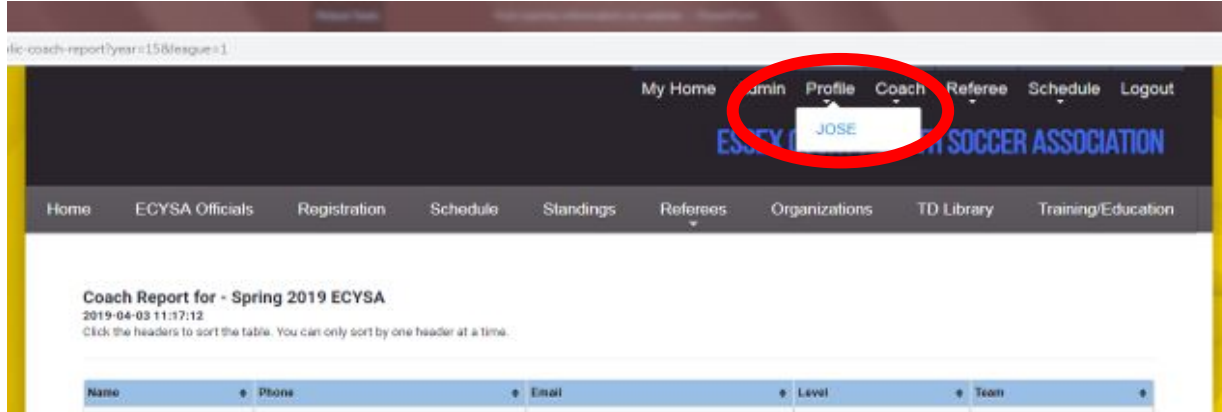 lic-coach-report?year=15&league=1
My Home dmin Profile Coach Referee Schedule Logout
JOSE
SOCCER ASSOCIATION
Home ECYSA Officials Registration Schedule Standings Referees Organizations TD Library Training/Education
Coach Report for - Spring 2019 ECYSA
2019-04-03 11:17:12
Click the headers to sort the table. You can only sort by one header at a time.
Name Phone Email Level Team